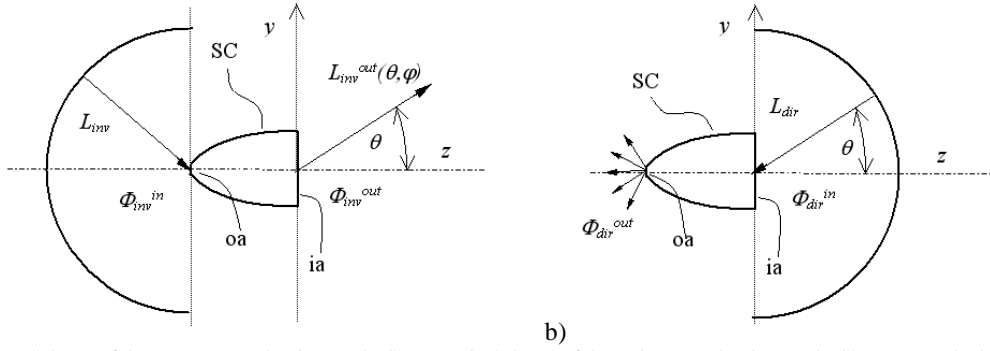 y
SC
L_inv^out(θ,φ)
L_inv
θ
z
Φ_inv^in
Φ_inv^out
oa
ia
y
SC
L_dir
θ
z
Φ_dir^in
Φ_dir^out
oa
ia
b)